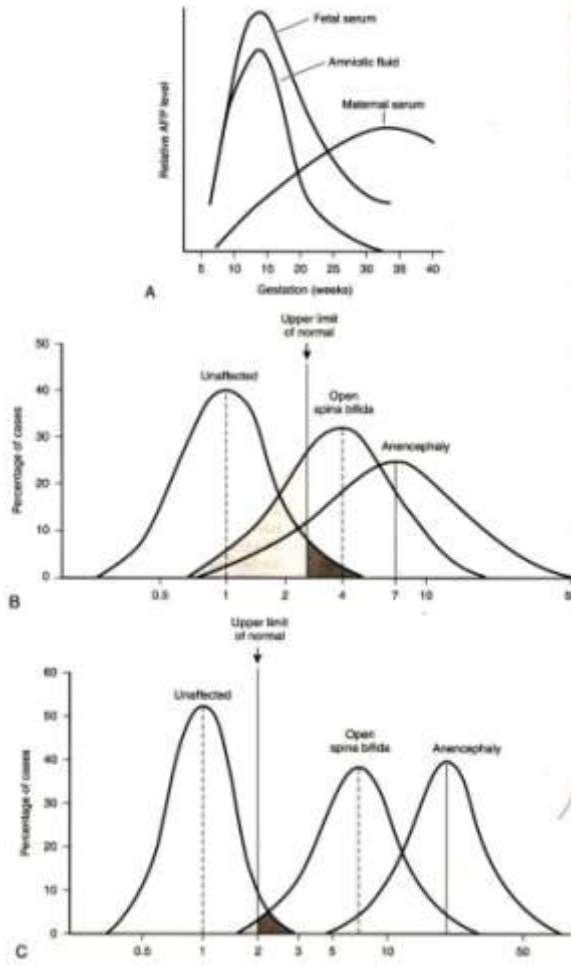 Fetal serum
Amniotic fluid
Maternal serum
Relative AFP level
5 10 15 20 25 30 35 40
Gestation (weeks)
A
Upper limit
of normal
50
40
30
20
10
0
Percentage of cases
Unaffected
Open
spina bifida
Anencephaly
0.5 1 2 4 7 10 5
B
Upper limit
of normal
60
50
40
30
20
10
0
Percentage of cases
Unaffected
Open
spina bifida
Anencephaly
0.5 1 2 3 5 10 50
C